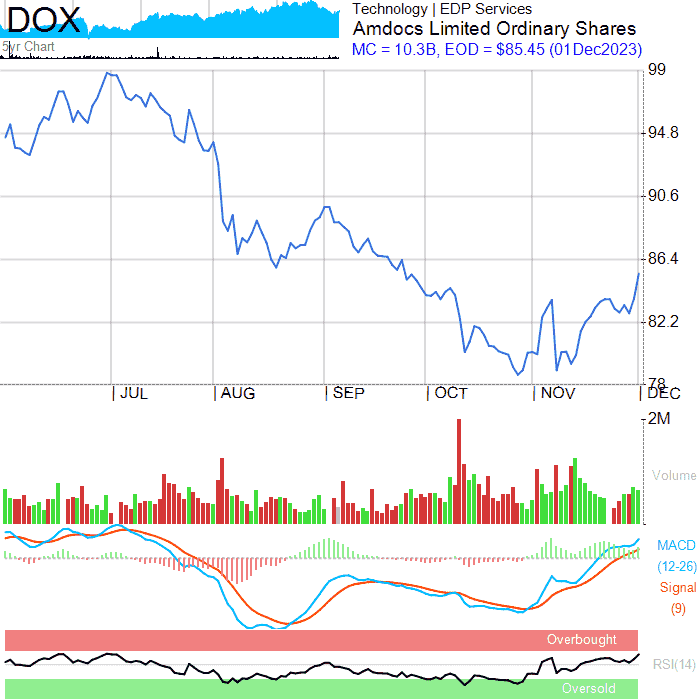 DOX
5yr Chart
Technology | EDP Services
Amdocs Limited Ordinary Shares
MC = 10.3B, EOD = $85.45 (01Dec2023)
99
94.8
90.6
86.4
82.2
78
JUL
AUG
SEP
OCT
NOV
DEC
2M
Volume
MACD
(12-26)
Signal
(9)
Overbought
RSI(14)
Oversold